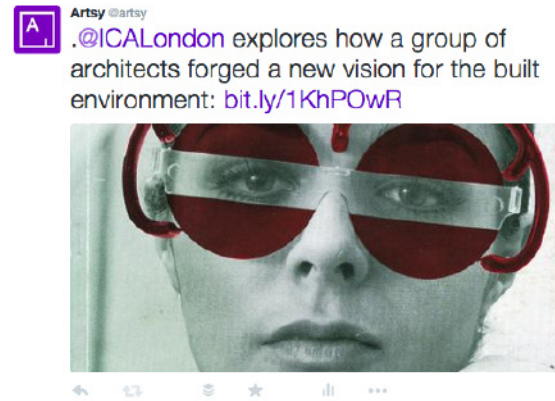 A
Artsy @artsy
.@ICALondon explores how a group of
architects forged a new vision for the built
environment: bit.ly/1KhPOwR